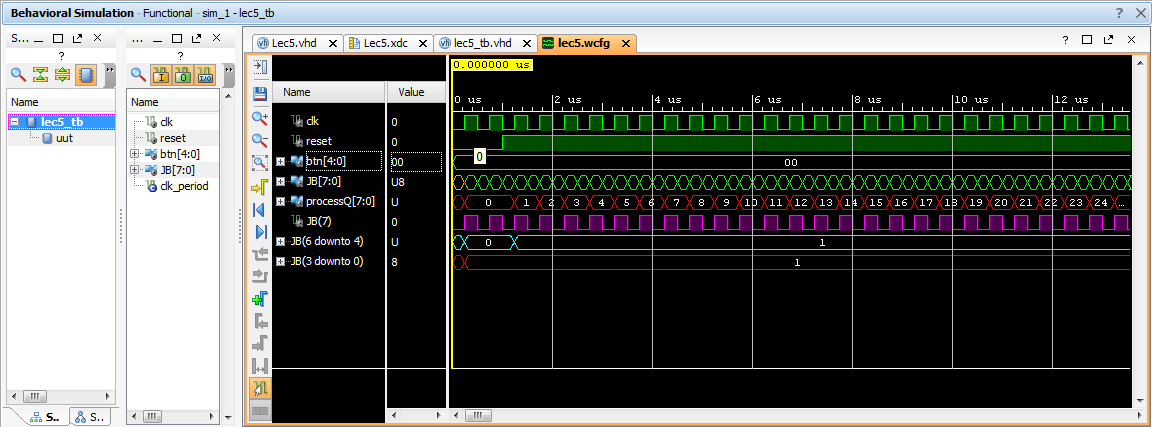 Behavioral Simulation - Functional - sim_1 - lec5_tb
?
S...
?
Name
lec5_tb
uut
S..
S..
...
?
Name
clk
reset
btn[4:0]
JB[7:0]
clk_period
Lec5.vhd
Lec5.xdc
lec5_tb.vhd
lec5.wcfg
?
Name
Value
0.000000 us
0 us
2 us
4 us
6 us
8 us
10 us
12 us
clk
0
reset
0
0
btn[4:0]
00
00
JB[7:0]
U8
processQ[7:0]
U
0 1 2 3 4 5 6 7 8 9 10 11 12 13 14 15 16 17 18 19 20 21 22 23 24 ...
JB(7)
0
JB(6 downto 4)
U
0
1
JB(3 downto 0)
8
1